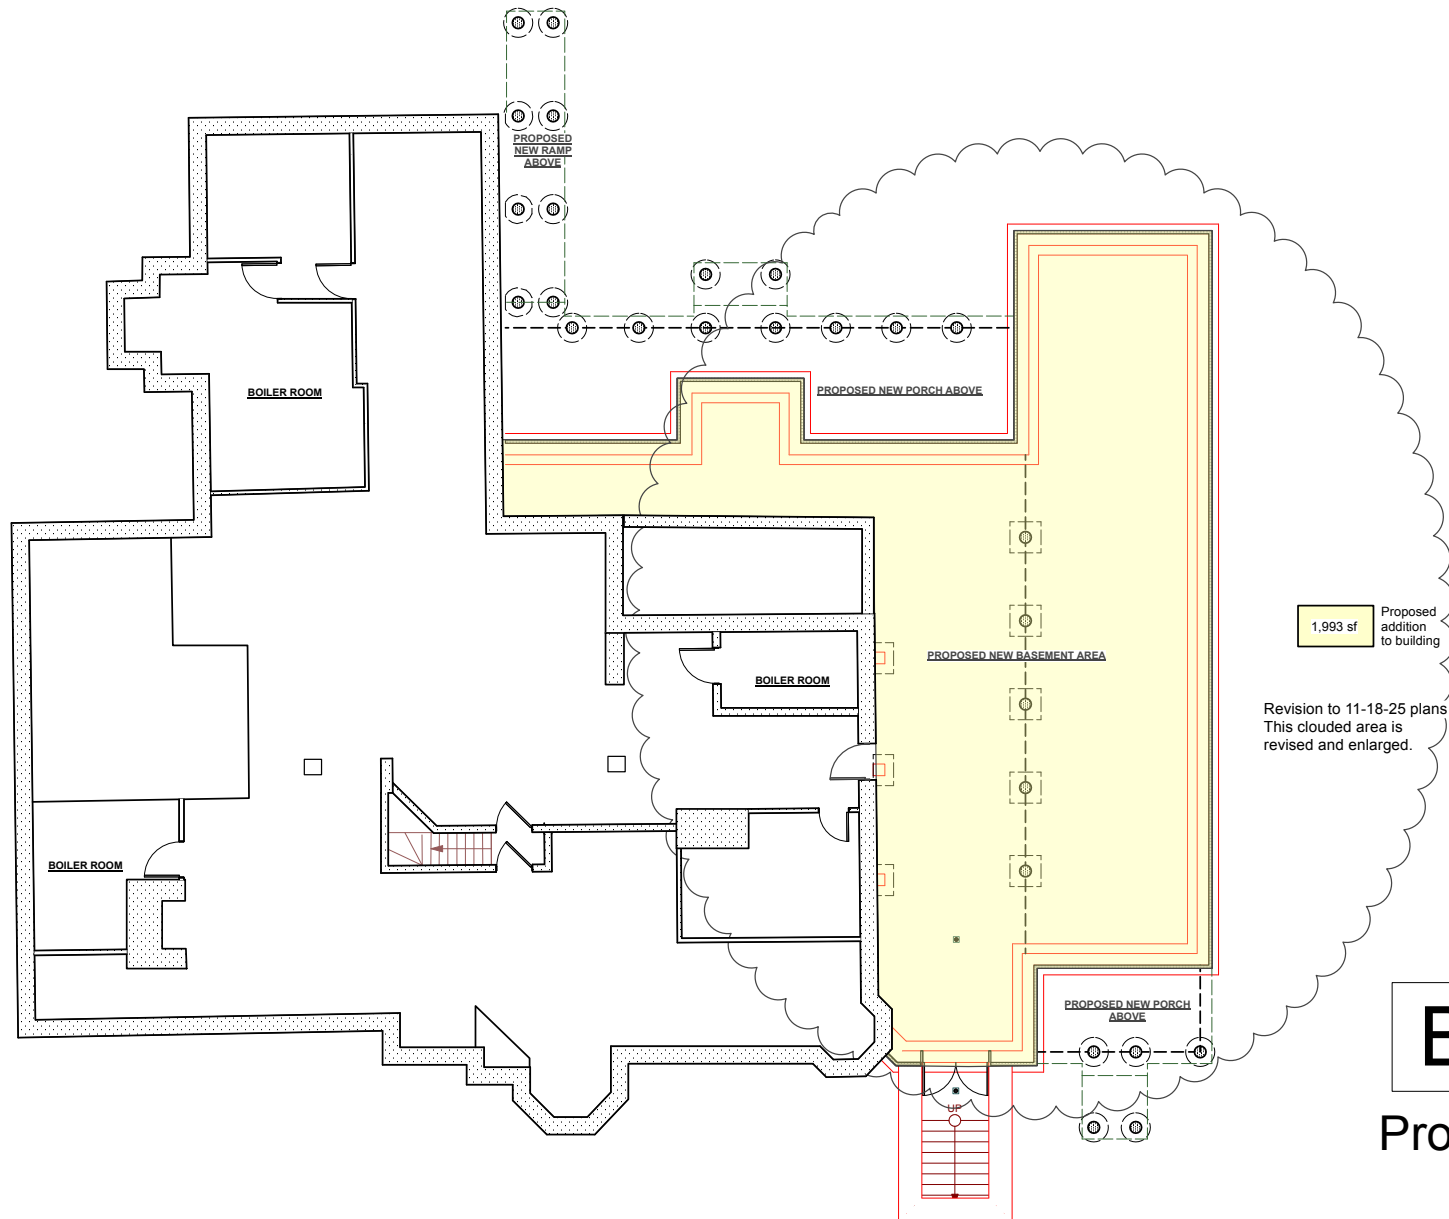 PROPOSED
NEW RAMP
ABOVE
BOILER ROOM
PROPOSED NEW PORCH ABOVE
1,993 sf
Proposed
addition
to building
PROPOSED NEW BASEMENT AREA
BOILER ROOM
Revision to 11-18-25 plans
This clouded area is
revised and enlarged.
BOILER ROOM
PROPOSED NEW PORCH
ABOVE
UP
E
Pro